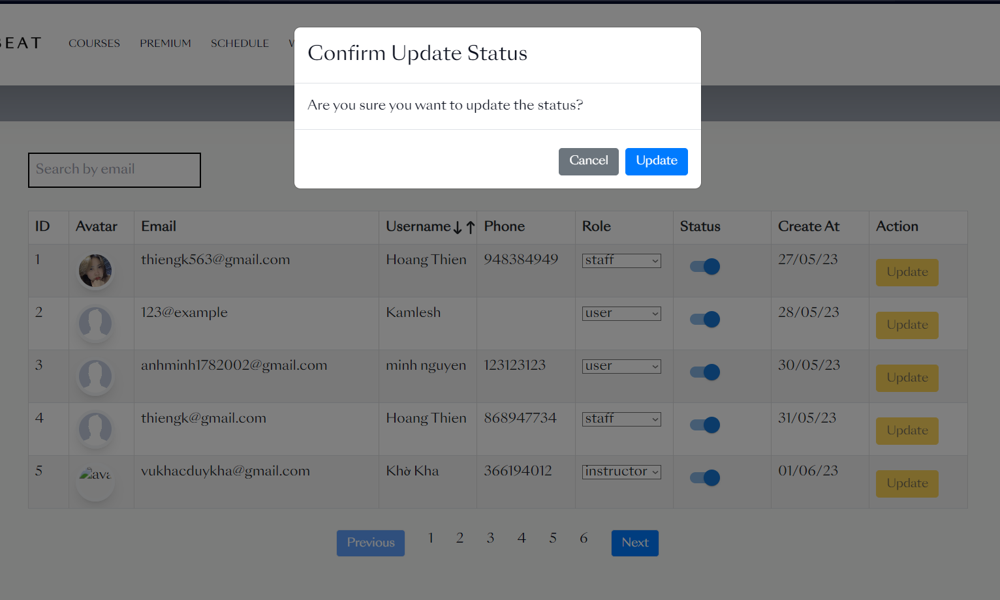 EAT COURSES PREMIUM SCHEDULE
Confirm Update Status
Are you sure you want to update the status?
Cancel Update
Search by email
ID Avatar Email Username Phone Role Status Create At Action
1 thiengk563@gmail.com Hoang Thien 948384949 staff 27/05/23 Update
2 123@example Kamlesh user 28/05/23 Update
3 anhminh1782002@gmail.com minh nguyen 123123123 user 30/05/23 Update
4 thiengk@gmail.com Hoang Thien 868947734 staff 31/05/23 Update
5 ava vukhacduykha@gmail.com Khờ Kha 366194012 instructor 01/06/23 Update
Previous 1 2 3 4 5 6 Next